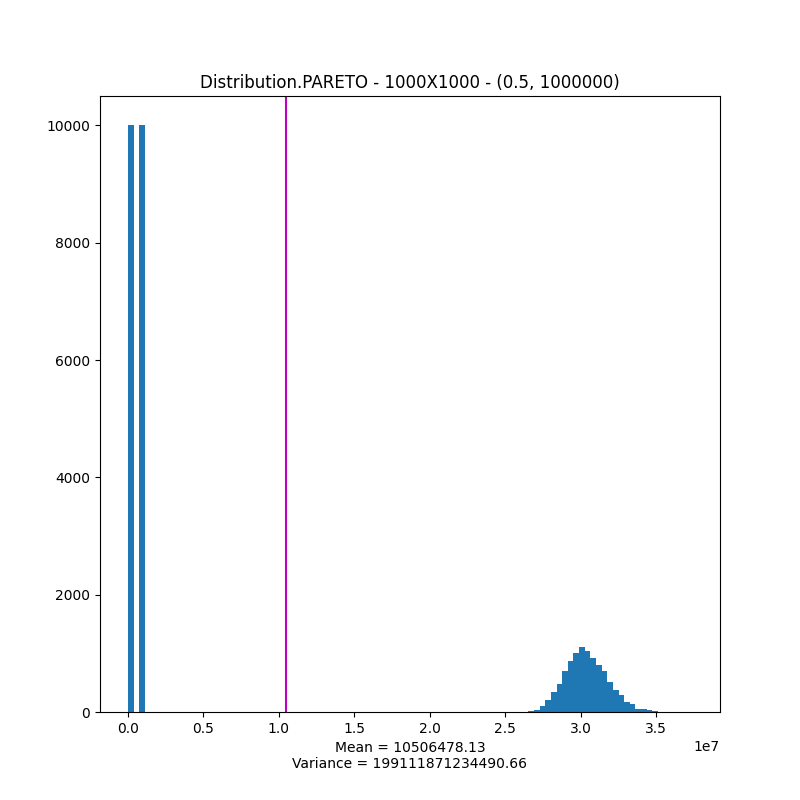 Distribution.PARETO - 1000X1000 - (0.5, 1000000)
10000
8000
6000
4000
2000
0
0.0 0.5 1.0 1.5 2.0 2.5 3.0 3.5
1e7
Mean = 10506478.13
Variance = 199111871234490.66